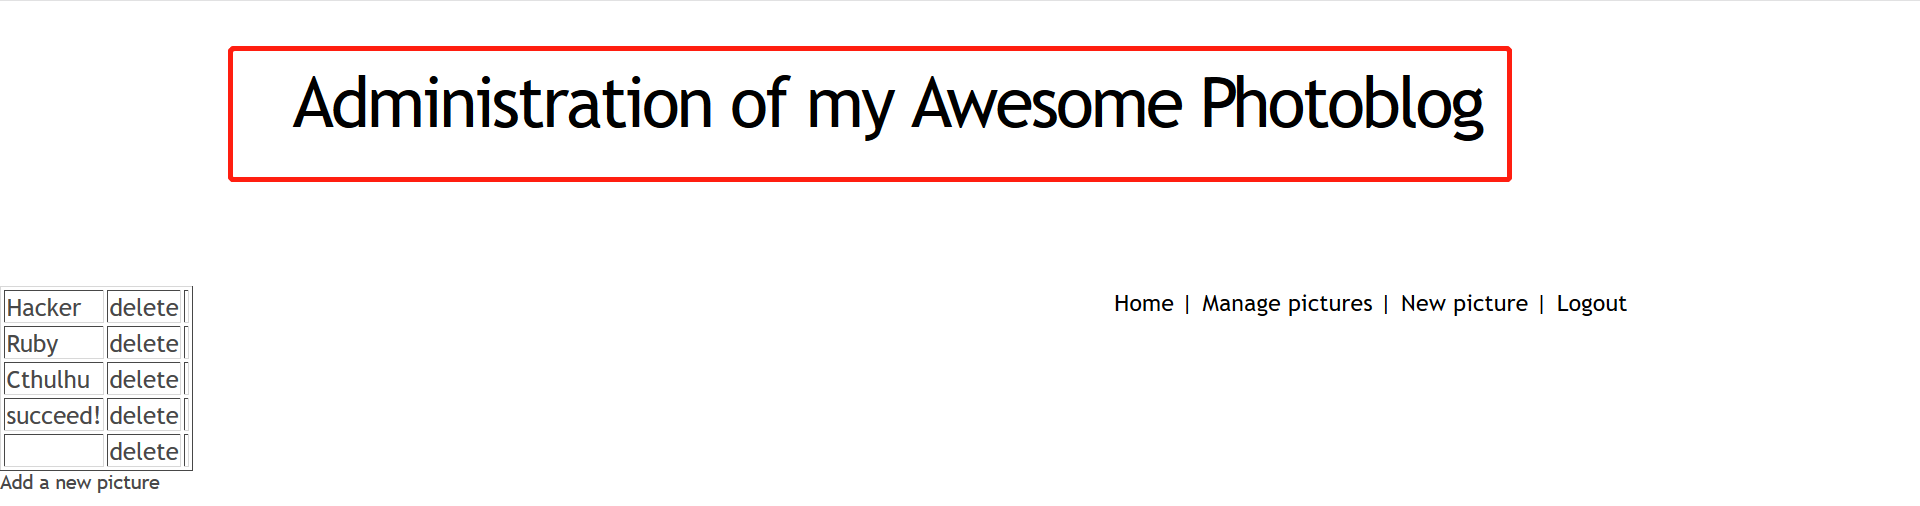 Administration of my Awesome Photoblog
Home | Manage pictures | New picture | Logout
Hacker delete
Ruby delete
Cthulhu delete
succeed! delete
delete
Add a new picture